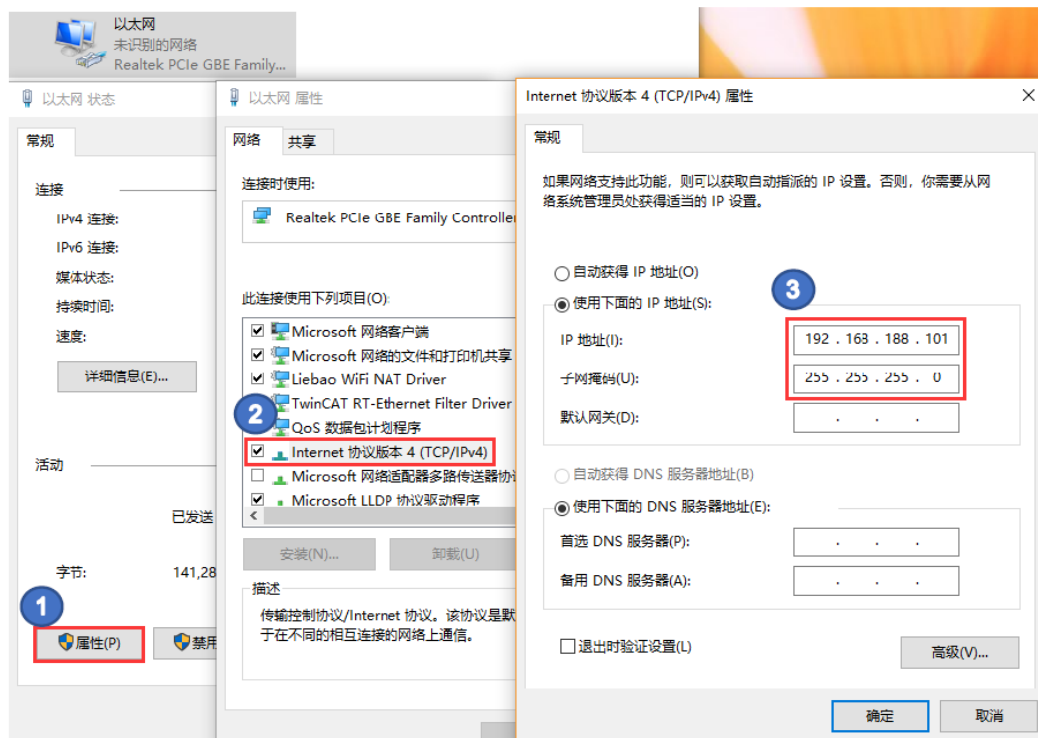 以太网
未识别的网络
Realtek PCIe GBE Family...
以太网 状态
常规
连接
IPv4 连接:
IPv6 连接:
媒体状态:
持续时间:
速度:
详细信息(E)...
活动
已发送
字节:
141,28
1
属性(P)
禁用
以太网 属性
网络
共享
连接时使用:
Realtek PCIe GBE Family Controller
此连接使用下列项目(O):
Microsoft 网络客户端
Microsoft 网络的文件和打印机共享
Liebao WiFi NAT Driver
TwinCAT RT-Ethernet Filter Driver
2
QoS 数据包计划程序
Internet 协议版本 4 (TCP/IPv4)
Microsoft 网络适配器多路传送器协议
Microsoft LLDP 协议驱动程序
安装(N)...
卸载(U)
描述
传输控制协议/Internet 协议。该协议是默
于在不同的相互连接的网络上通信。
Internet 协议版本 4 (TCP/IPv4) 属性
常规
如果网络支持此功能，则可以获取自动指派的 IP 设置。否则，你需要从网
络系统管理员处获得适当的 IP 设置。
自动获得 IP 地址(O)
3
使用下面的 IP 地址(S):
IP 地址(I):
192 . 168 . 188 . 101
子网掩码(U):
255 . 255 . 255 . 0
默认网关(D):
. . .
自动获得 DNS 服务器地址(B)
使用下面的 DNS 服务器地址(E):
首选 DNS 服务器(P):
. . .
备用 DNS 服务器(A):
. . .
退出时验证设置(L)
高级(V)...
确定
取消